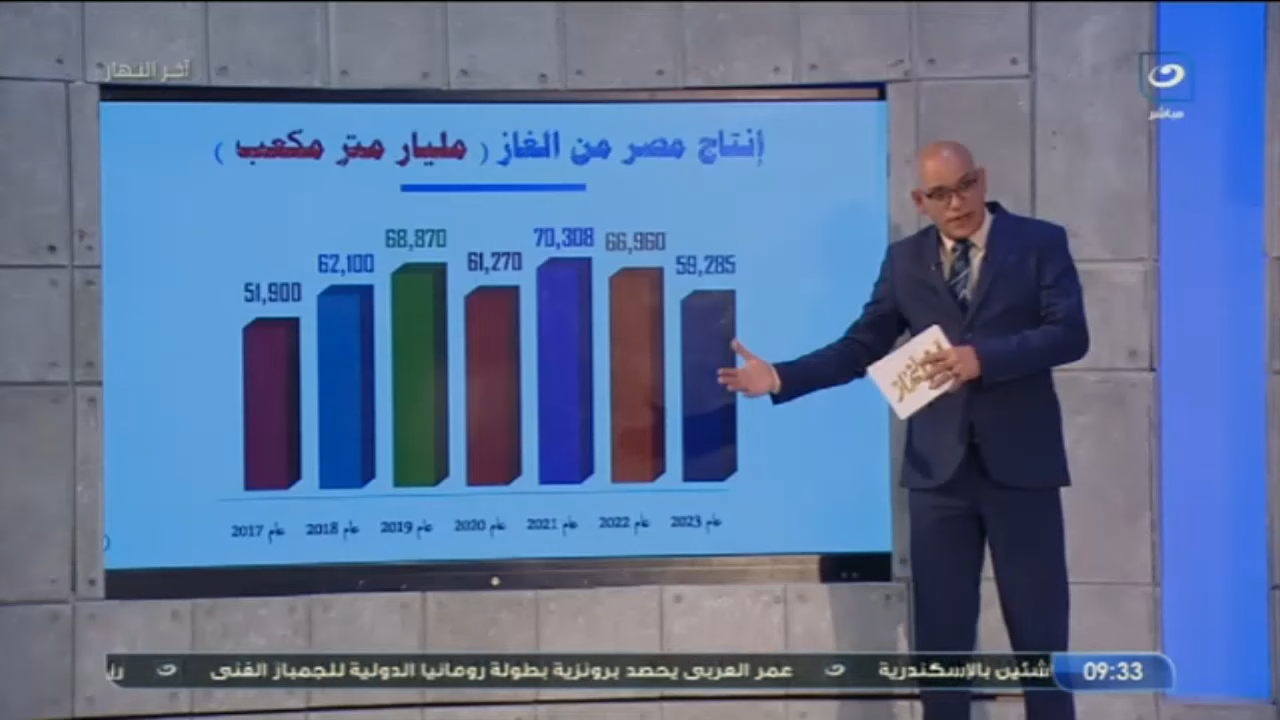 آخر النهار
مباشر
إنتاج مصر من الغاز ( مليار متر مكعب )
51,900
62,100
68,870
61,270
70,308
66,960
59,285
عام 2017
عام 2018
عام 2019
عام 2020
عام 2021
عام 2022
عام 2023
09:33
بالإسكندرية
عمر العربى يحصد برونزية بطولة رومانيا الدولية للجمباز الفنى